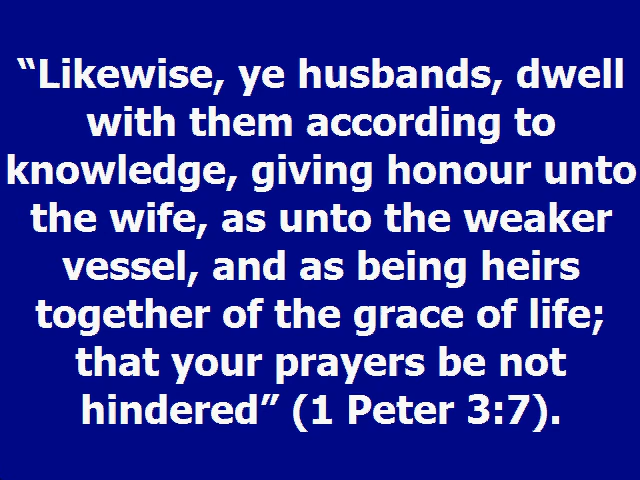 “Likewise, ye husbands, dwell
with them according to
knowledge, giving honour unto
the wife, as unto the weaker
vessel, and as being heirs
together of the grace of life;
that your prayers be not
hindered” (1 Peter 3:7).